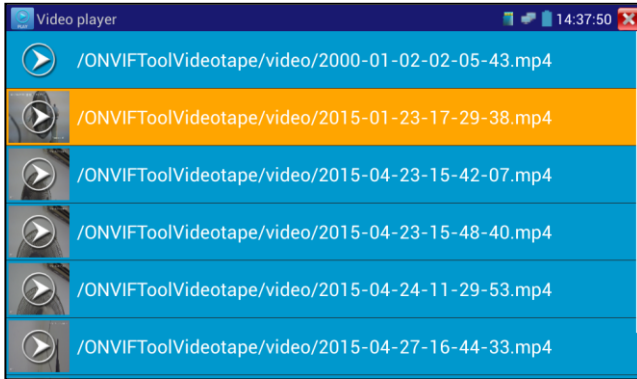 Video player
14:37:50
/ONVIFToolVideotape/video/2000-01-02-02-05-43.mp4
/ONVIFToolVideotape/video/2015-01-23-17-29-38.mp4
/ONVIFToolVideotape/video/2015-04-23-15-42-07.mp4
/ONVIFToolVideotape/video/2015-04-23-15-48-40.mp4
/ONVIFToolVideotape/video/2015-04-24-11-29-53.mp4
/ONVIFToolVideotape/video/2015-04-27-16-44-33.mp4